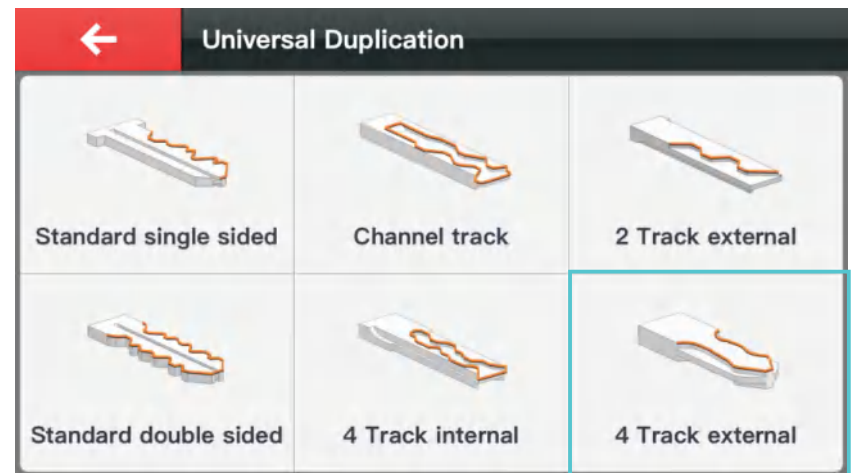 Universal Duplication
Standard single sided
Channel track
2 Track external
Standard double sided
4 Track internal
4 Track external